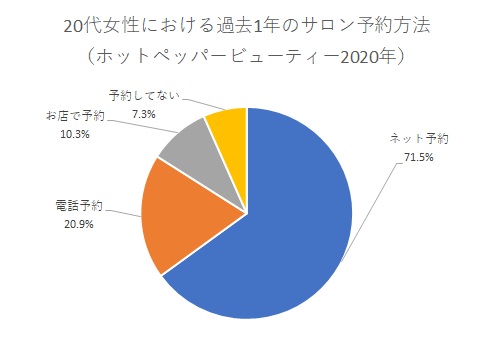 20代女性における過去1年のサロン予約方法
（ホットペッパービューティー2020年）
予約してない
7.3%
お店で予約
10.3%
ネット予約
71.5%
電話予約
20.9%